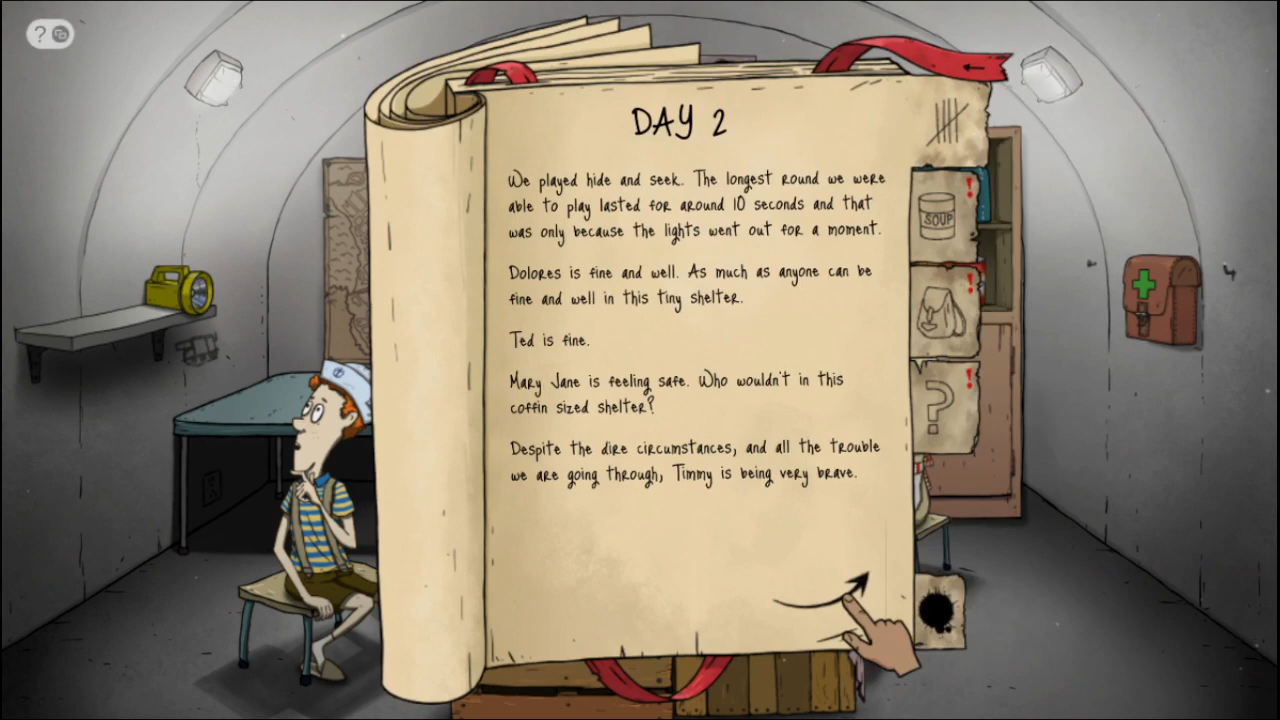 ?
DAY 2
We played hide and seek. The longest round we were
able to play lasted for around 10 seconds and that
was only because the lights went out for a moment.
Dolores is fine and well. As much as anyone can be
fine and well in this tiny shelter.
Ted is fine.
Mary Jane is feeling safe. Who wouldn't in this
coffin sized shelter?
Despite the dire circumstances, and all the trouble
we are going through, Timmy is being very brave.
!
SOUP
!
!
?